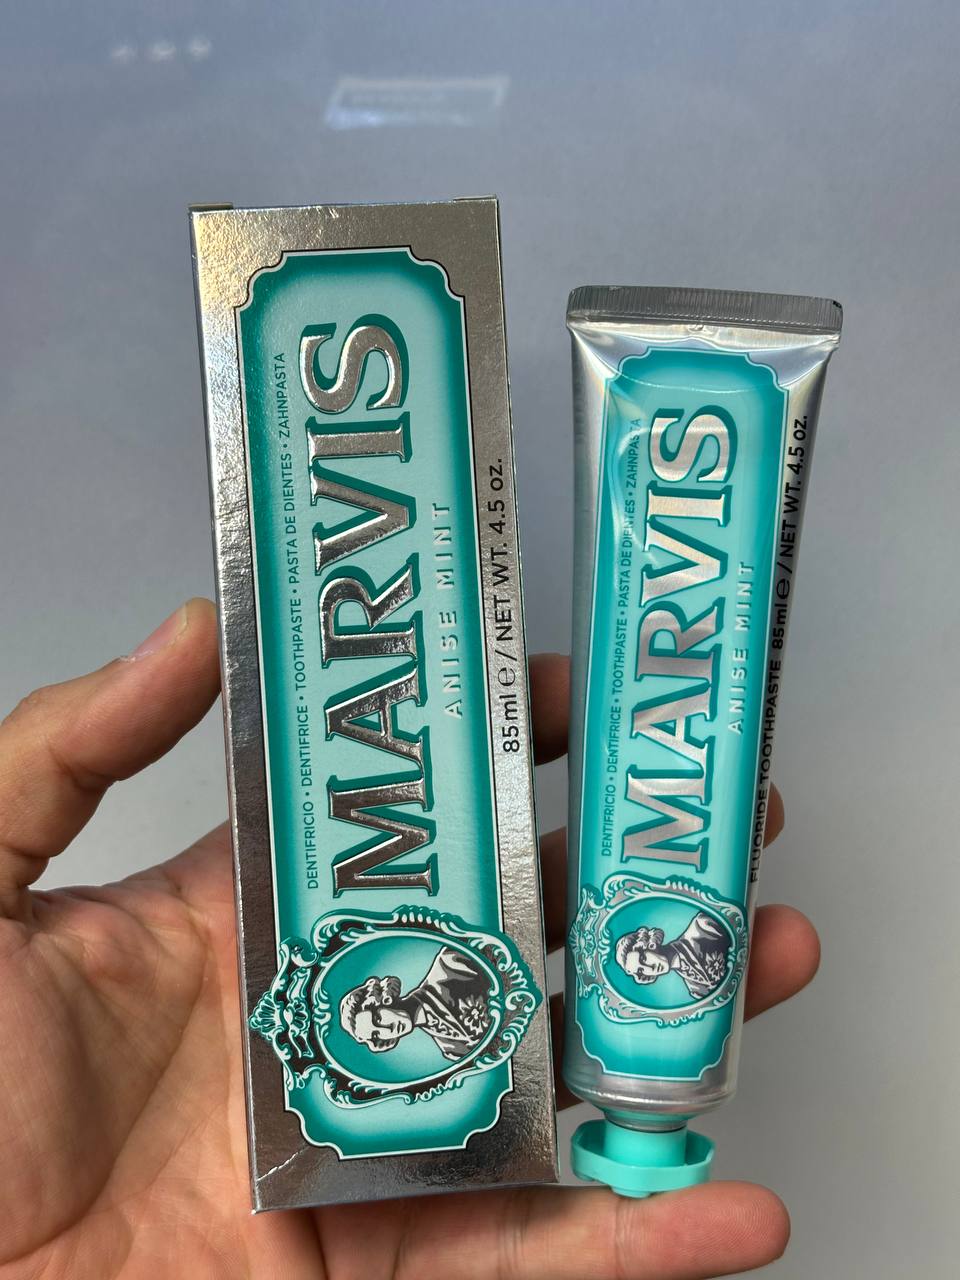 DENTIFRICIO • DENTIFRICE • TOOTHPASTE • PASTA DE DIENTES • ZAHNPASTA
MARVIS
ANISE MINT
85 ml e / NET WT. 4.5 oz.
DENTIFRICIO • DENTIFRICE • TOOTHPASTE • PASTA DE DIENTES • ZAHNPASTA
MARVIS
ANISE MINT
FLUORIDE TOOTHPASTE 85 ml e / NET WT. 4.5 oz.